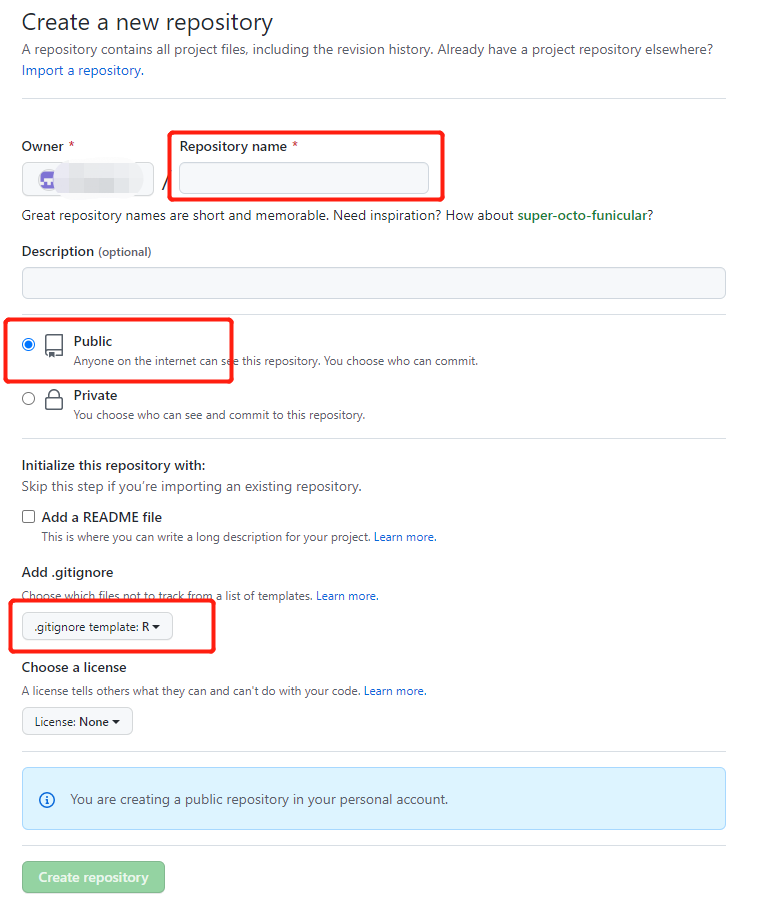 Create a new repository
A repository contains all project files, including the revision history. Already have a project repository elsewhere?
Import a repository.
Owner *
Repository name *
/
Great repository names are short and memorable. Need inspiration? How about super-octo-funicular?
Description (optional)
Public
Anyone on the internet can see this repository. You choose who can commit.
Private
You choose who can see and commit to this repository.
Initialize this repository with:
Skip this step if you're importing an existing repository.
Add a README file
This is where you can write a long description for your project. Learn more.
Add .gitignore
Choose which files not to track from a list of templates. Learn more.
.gitignore template: R
Choose a license
A license tells others what they can and can't do with your code. Learn more.
License: None
You are creating a public repository in your personal account.
Create repository